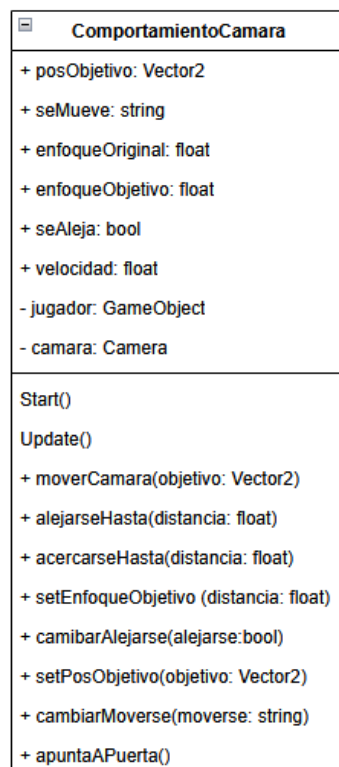 ComportamientoCamara
+ posObjetivo: Vector2
+ seMueve: string
+ enfoqueOriginal: float
+ enfoqueObjetivo: float
+ seAleja: bool
+ velocidad: float
- jugador: GameObject
- camara: Camera
Start()
Update()
+ moverCamara(objetivo: Vector2)
+ alejarseHasta(distancia: float)
+ acercarseHasta(distancia: float)
+ setEnfoqueObjetivo (distancia: float)
+ camibarAlejarse(alejarse:bool)
+ setPosObjetivo(objetivo: Vector2)
+ cambiarMoverse(moverse: string)
+ apuntaAPuerta()